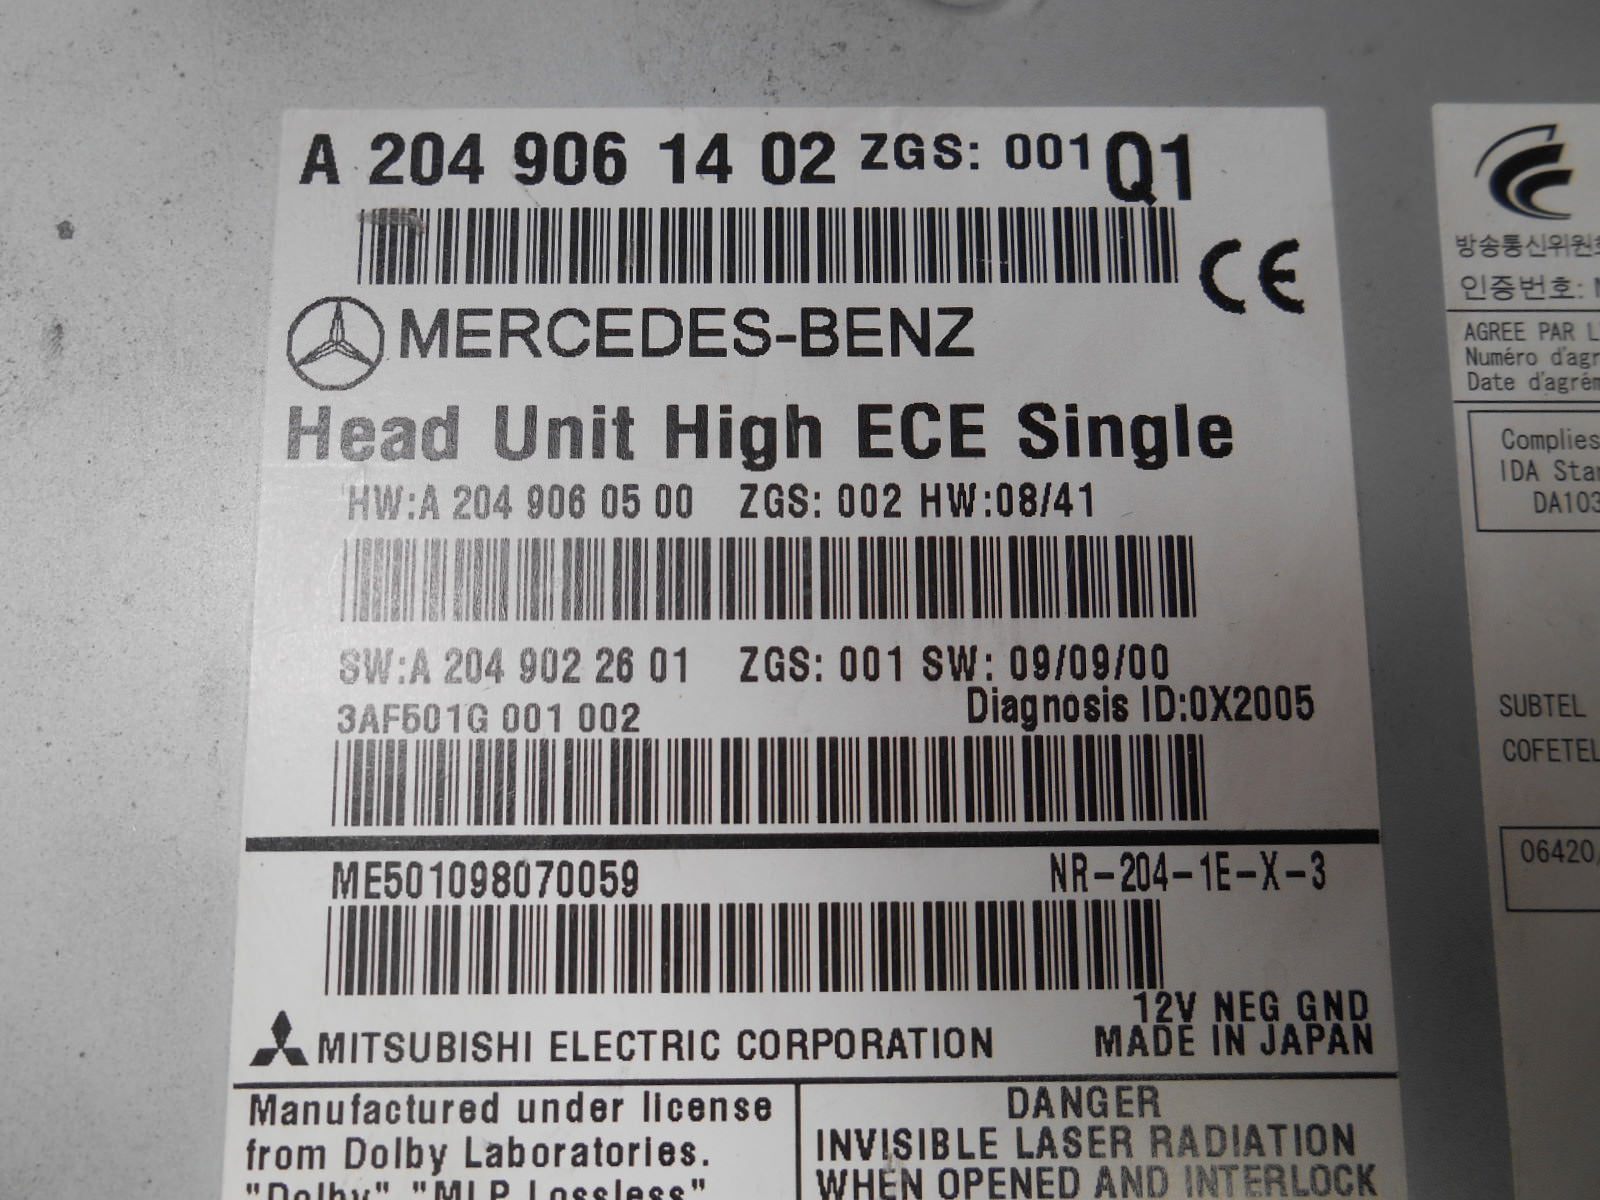 A 204 906 14 02 ZGS: 001 Q1
CE
MERCEDES-BENZ
Head Unit High ECE Single
HW:A 204 906 05 00 ZGS: 002 HW:08/41
SW:A 204 902 26 01 ZGS: 001 SW: 09/09/00
3AF501G 001 002 Diagnosis ID:0X2005
ME501098070059 NR-204-1E-X-3
12V NEG GND
MITSUBISHI ELECTRIC CORPORATION MADE IN JAPAN
Manufactured under license
from Dolby Laboratories.
"Dolby" "MLP Lossless"
DANGER
INVISIBLE LASER RADIATION
WHEN OPENED AND INTERLOCK
방송통신위원
인증번호:
AGREE PAR
Numéro
Date
Complies
IDA
DA103
SUBTEL
COFETEL
06420